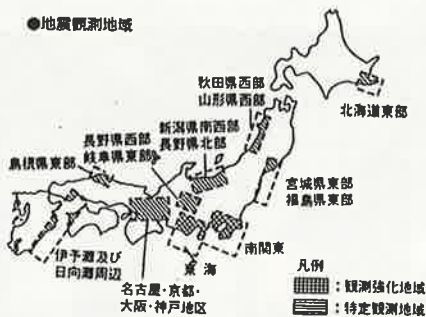 ●地震観測地域
秋田県西部
山形県西部
北海道東部
新潟県南西部
長野県北部
長野県西部
岐阜県東部
島根県東部
宮城県東部
福島県東部
南関東
東海
伊予灘及び
日向灘周辺
名古屋・京都・
大阪・神戸地区
凡例
：観測強化地域
：特定観測地域